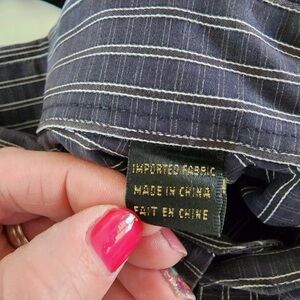 IMPORTED FABRIC
MADE IN CHINA
FAIT EN CHINE